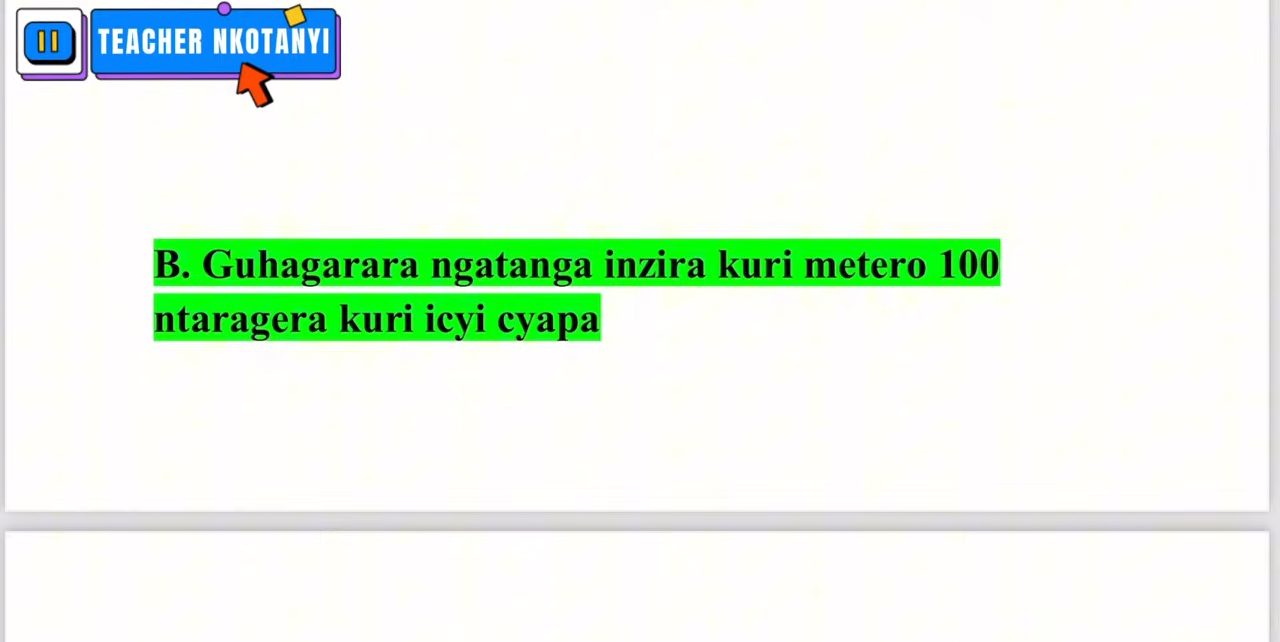 TEACHER NKOTANYI
B. Guhagarara ngatanga inzira kuri metero 100
ntaragera kuri icyi cyapa